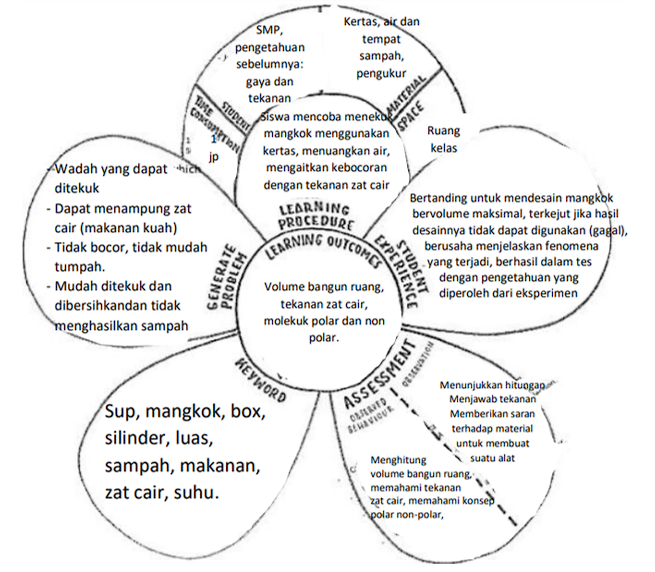 SMP,
pengetahuan
sebelumnya:
gaya dan
tekanan
Kertas, air dan
tempat
sampah,
pengukur
STUDENT
TIME
CONSUMPTION
MATERIAL
SPACE
1
jp
Ruang
kelas
Siswa mencoba menekuk
mangkok menggunakan
kertas, menuangkan air,
mengaitkan kebocoran
dengan tekanan zat cair
LEARNING
PROCEDURE
LEARNING OUTCOMES
Volume bangun ruang,
tekanan zat cair,
molekuk polar dan non
polar.
- Wadah yang dapat
ditekuk
- Dapat menampung zat
cair (makanan kuah)
- Tidak bocor, tidak mudah
tumpah.
- Mudah ditekuk dan
dibersihkandan tidak
menghasilkan sampah
hich
GENERATE
PROBLEM
STUDENT
EXPERIENCE
Bertanding untuk mendesain mangkok
bervolume maksimal, terkejut jika hasil
desainnya tidak dapat digunakan (gagal),
berusaha menjelaskan fenomena
yang terjadi, berhasil dalam tes
dengan pengetahuan yang
diperoleh dari eksperimen
KEYWORD
Sup, mangkok, box,
silinder, luas,
sampah, makanan,
zat cair, suhu.
ASSESSMENT
OBSERVED
BEHAVIOUR
OBSERVATION
Menunjukkan hitungan
Menjawab tekanan
Memberikan saran
terhadap material
untuk membuat
suatu alat
Menghitung
volume bangun ruang,
memahami tekanan
zat cair, memahami konsep
polar non-polar,